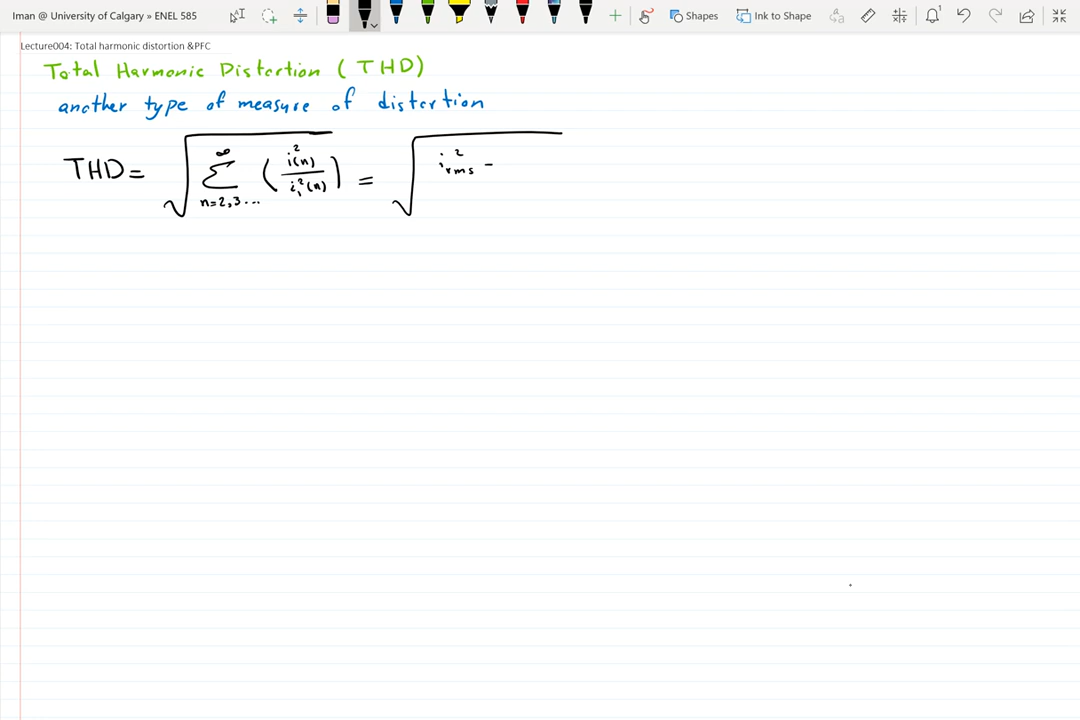 Iman @ University of Calgary » ENEL 585 Shapes Ink to Shape
Lecture004: Total harmonic distortion &PFC
Total Harmonic Distortion (THD)
another type of measure of distortion
THD = √ ∑ ∞ n=2,3... ( i²(n) / i₁²(n) ) = √ i²rms -